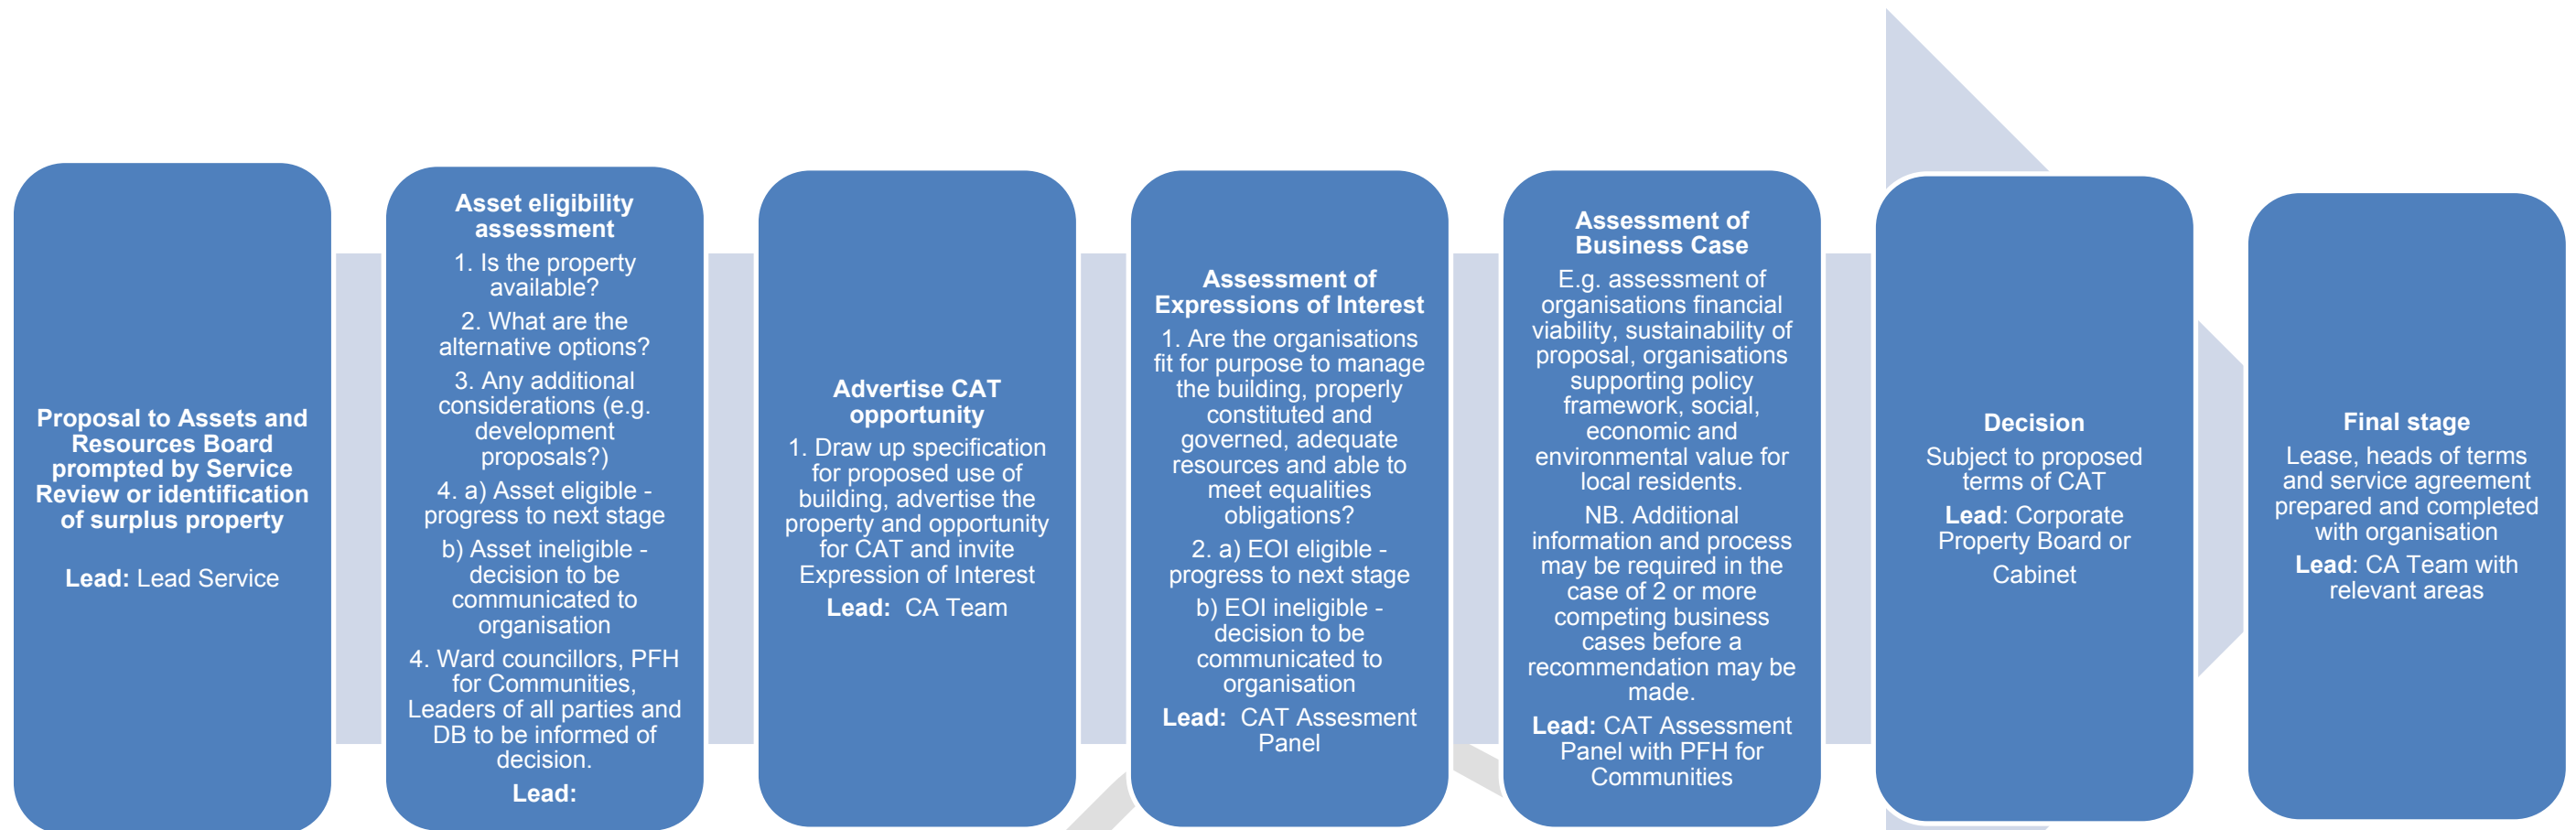 Proposal to Assets and
Resources Board
prompted by Service
Review or identification
of surplus property
Lead: Lead Service
Asset eligibility
assessment
1. Is the property
available?
2. What are the
alternative options?
3. Any additional
considerations (e.g.
development
proposals?)
4. a) Asset eligible -
progress to next stage
b) Asset ineligible -
decision to be
communicated to
organisation
4. Ward councillors, PFH
for Communities,
Leaders of all parties and
DB to be informed of
decision.
Lead:
Advertise CAT
opportunity
1. Draw up specification
for proposed use of
building, advertise the
property and opportunity
for CAT and invite
Expression of Interest
Lead: CA Team
Assessment of
Expressions of Interest
1. Are the organisations
fit for purpose to manage
the building, properly
constituted and
governed, adequate
resources and able to
meet equalities
obligations?
2. a) EOI eligible -
progress to next stage
b) EOI ineligible -
decision to be
communicated to
organisation
Lead: CAT Assesment
Panel
Assessment of
Business Case
E.g. assessment of
organisations financial
viability, sustainability of
proposal, organisations
supporting policy
framework, social,
economic and
environmental value for
local residents.
NB. Additional
information and process
may be required in the
case of 2 or more
competing business
cases before a
recommendation may be
made.
Lead: CAT Assessment
Panel with PFH for
Communities
Decision
Subject to proposed
terms of CAT
Lead: Corporate
Property Board or
Cabinet
Final stage
Lease, heads of terms
and service agreement
prepared and completed
with organisation
Lead: CA Team with
relevant areas